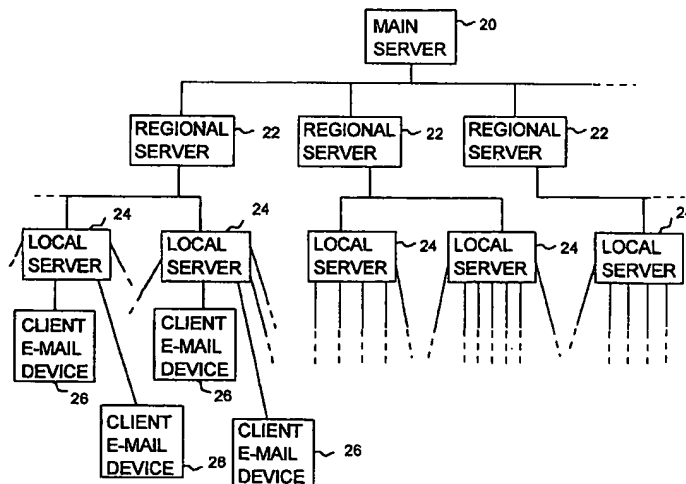 MAIN
SERVER
20
REGIONAL
SERVER
22
REGIONAL
SERVER
22
REGIONAL
SERVER
22
24
LOCAL
SERVER
24
LOCAL
SERVER
LOCAL
SERVER
24
LOCAL
SERVER
24
LOCAL
SERVER
CLIENT
E-MAIL
DEVICE
26
CLIENT
E-MAIL
DEVICE
26
CLIENT
E-MAIL
DEVICE
26
CLIENT
E-MAIL
DEVICE
26